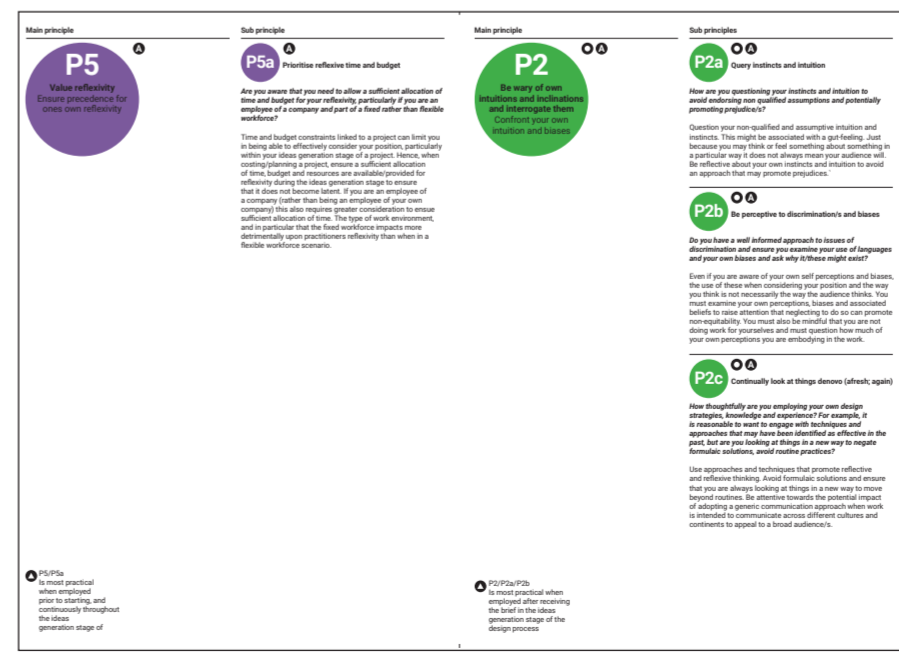 Main principle
P5
Value reflexivity
Ensure precedence for
ones own reflexivity
A
Sub principle
P5a
A
Prioritise reflexive time and budget
Are you aware that you need to allow a sufficient allocation of
time and budget for your reflexivity, particularly if you are an
employee of a company and part of a fixed rather than flexible
workforce?
Time and budget constraints linked to a project can limit you
in being able to effectively consider your position, particularly
within your ideas generation stage of a project. Hence, when
costing/planning a project, ensure a sufficient allocation
of time, budget and resources are available/provided for
reflexivity during the ideas generation stage to ensure
that it does not become latent. If you are an employee of
a company (rather than being an employee of your own
company) this also requires greater consideration to ensue
sufficient allocation of time. The type of work environment,
and in particular that the fixed workforce impacts more
detrimentally upon practitioners reflexivity than when in a
flexible workforce scenario.
P5/P5a
Is most practical
when employed
prior to starting, and
continuously throughout
the ideas
generation stage of
Main principle
P2
Be wary of own
intuitions and inclinations
and interrogate them
Confront your own
intuition and biases
A
Sub principles
P2a
A
Query instincts and intuition
How are you questioning your instincts and intuition to
avoid endorsing non qualified assumptions and potentially
promoting prejudice/s?
Question your non-qualified and assumptive intuition and
instincts. This might be associated with a gut-feeling. Just
because you may think or feel something about something in
a particular way it does not always mean your audience will.
Be reflective about your own instincts and intuition to avoid
an approach that may promote prejudices.`
P2b
A
Be perceptive to discrimination/s and biases
Do you have a well informed approach to issues of
discrimination and ensure you examine your use of languages
and your own biases and ask why it/these might exist?
Even if you are aware of your own self perceptions and biases,
the use of these when considering your position and the way
you think is not necessarily the way the audience thinks. You
must examine your own perceptions, biases and associated
beliefs to raise attention that neglecting to do so can promote
non-equitability. You must also be mindful that you are not
doing work for yourselves and must question how much of
your own perceptions you are embodying in the work.
P2c
A
Continually look at things denovo (afresh; again)
How thoughtfully are you employing your own design
strategies, knowledge and experience? For example, it
is reasonable to want to engage with techniques and
approaches that may have been identified as effective in the
past, but are you looking at things in a new way to negate
formulaic solutions, avoid routine practices?
Use approaches and techniques that promote reflective
and reflexive thinking. Avoid formulaic solutions and ensure
that you are always looking at things in a new way to move
beyond routines. Be attentive towards the potential impact
of adopting a generic communication approach when work
is intended to communicate across different cultures and
continents to appeal to a broad audience/s.
P2/P2a/P2b
Is most practical when
employed after receiving
the brief in the ideas
generation stage of the
design process